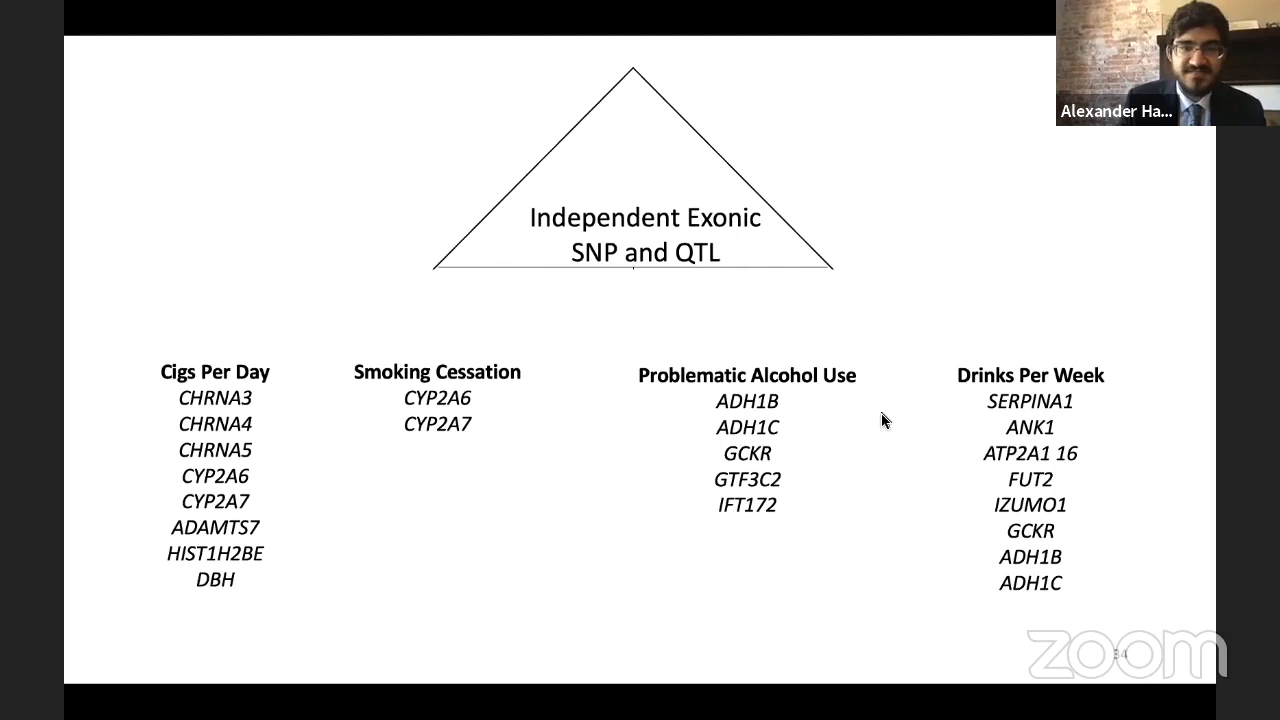 Alexander Ha...
Independent Exonic
SNP and QTL
Cigs Per Day
CHRNA3
CHRNA4
CHRNA5
CYP2A6
CYP2A7
ADAMTS7
HIST1H2BE
DBH
Smoking Cessation
CYP2A6
CYP2A7
Problematic Alcohol Use
ADH1B
ADH1C
GCKR
GTF3C2
IFT172
Drinks Per Week
SERPINA1
ANK1
ATP2A1 16
FUT2
IZUMO1
GCKR
ADH1B
ADH1C
zoom
34